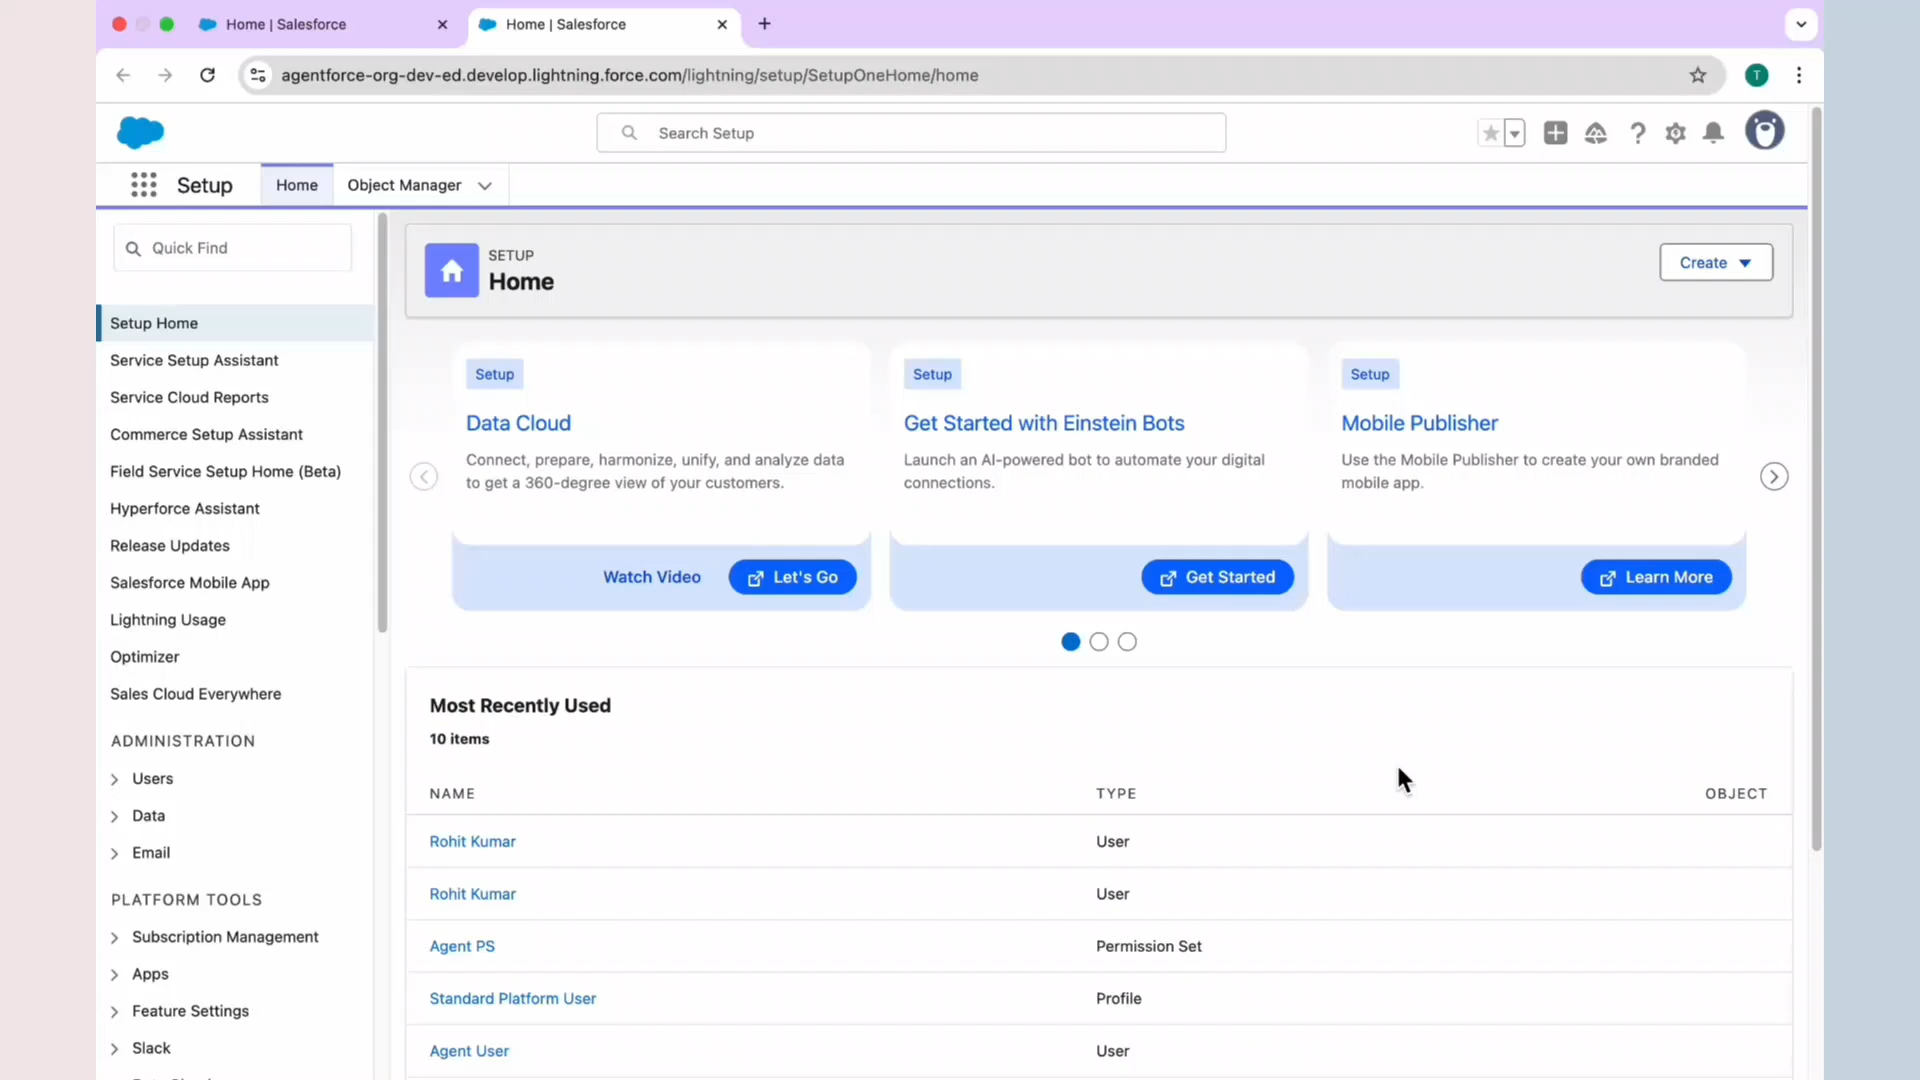 Home | Salesforce
Home | Salesforce
agentforce-org-dev-ed.develop.lightning.force.com/lightning/setup/SetupOneHome/home
T
Search Setup
Setup
Home
Object Manager
Quick Find
Setup Home
Service Setup Assistant
Service Cloud Reports
Commerce Setup Assistant
Field Service Setup Home (Beta)
Hyperforce Assistant
Release Updates
Salesforce Mobile App
Lightning Usage
Optimizer
Sales Cloud Everywhere
ADMINISTRATION
Users
Data
Email
PLATFORM TOOLS
Subscription Management
Apps
Feature Settings
Slack
SETUP
Home
Create
Setup
Data Cloud
Connect, prepare, harmonize, unify, and analyze data
to get a 360-degree view of your customers.
Watch Video
Let's Go
Setup
Get Started with Einstein Bots
Launch an AI-powered bot to automate your digital
connections.
Get Started
Setup
Mobile Publisher
Use the Mobile Publisher to create your own branded
mobile app.
Learn More
Most Recently Used
10 items
NAME TYPE OBJECT
Rohit Kumar User
Rohit Kumar User
Agent PS Permission Set
Standard Platform User Profile
Agent User User